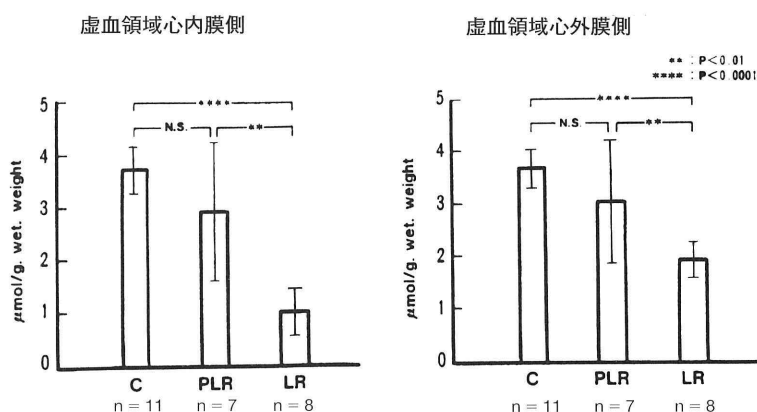 虚血領域心内膜側
虚血領域心外膜側
** : P<0.01
**** : P<0.0001
****
N.S.
**
5
4
3
2
1
0
μmol/g. wet. weight
C
PLR
LR
n = 11
n = 7
n = 8
****
N.S.
**
5
4
3
2
1
0
μmol/g. wet. weight
C
PLR
LR
n = 11
n = 7
n = 8